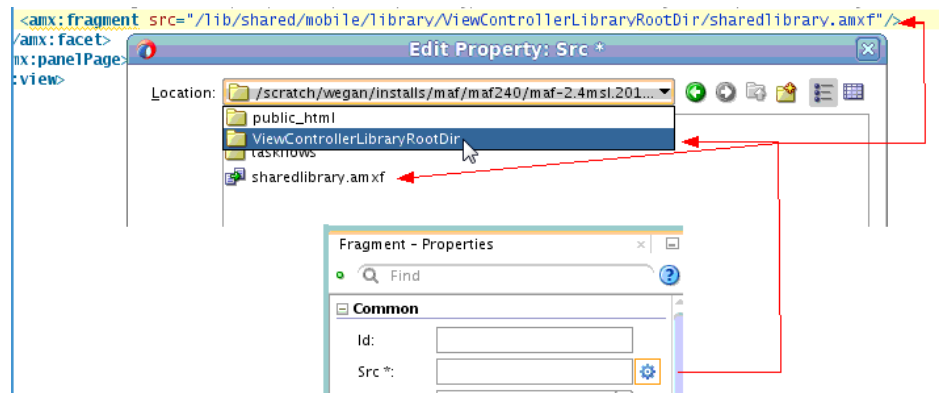 <amx:fragment src="/lib/shared/mobile/library/ViewControllerLibraryRootDir/sharedlibrary.amxf"/>
/amx:facet>
mx:panelPage>
:view>
Edit Property: Src *
Location: /scratch/wegan/installs/maf/maf240/maf-2.4msl.201...
public_html
ViewControllerLibraryRootDir
taskflows
sharedlibrary.amxf
Fragment - Properties
Find
Common
Id:
Src *: